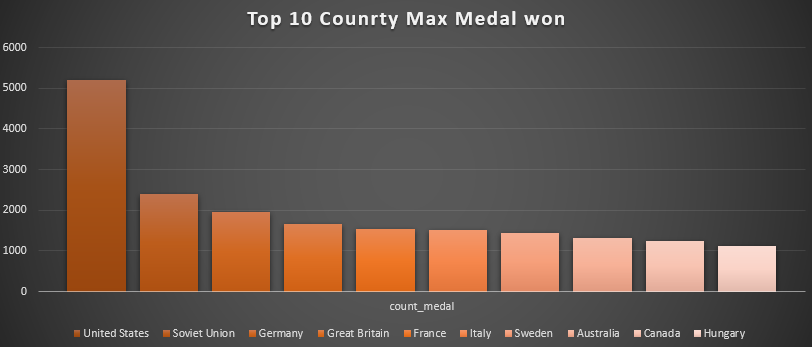 Top 10 Counrty Max Medal won
6000
5000
4000
3000
2000
1000
0
count_medal
United States Soviet Union Germany Great Britain France Italy Sweden Australia Canada Hungary